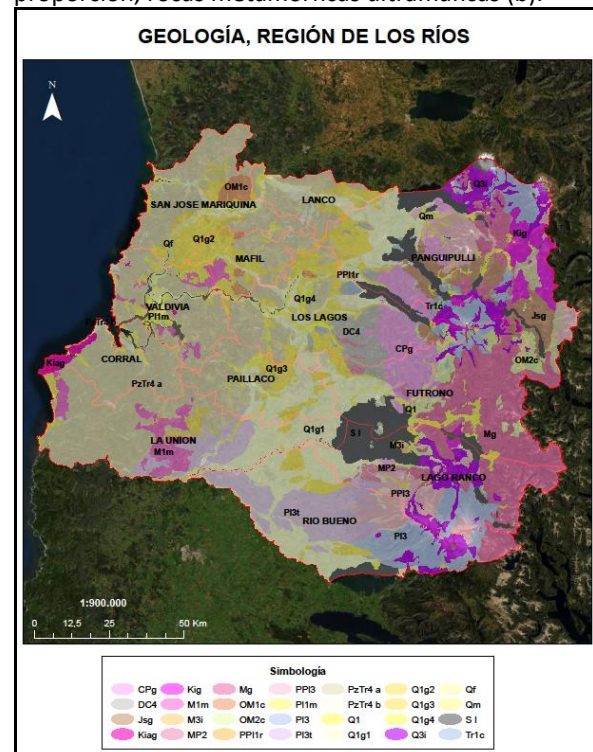 proporción) rocas metamórficas ultramáficas (b).
GEOLOGÍA, REGIÓN DE LOS RÍOS
N
OM1c
SAN JOSE MARIQUINA
LANCO
Q3i
Qm
Kig
Qf
Q1g2
MAFIL
PANGUIPULLI
PPl1r
Q1g4
VALDIVIA
Pl1m
LOS LAGOS
Tr1c
Jsg
DC4
CORRAL
CPg
OM2c
Kiag
PzTr4 a
PAILLACO
Q1g3
FUTRONO
Q1
Q1g1
S I
M3i
Mg
LA UNION
M1m
MP2
LAGO RANCO
PPl3
Pl3t
RIO BUENO
Pl3
1:900.000
0 12,5 25 50 Km
Simbología
CPg Kig Mg PPl3 PzTr4 a Q1g2 Qf
DC4 M1m OM1c Pl1m PzTr4 b Q1g3 Qm
Jsg M3i OM2c Pl3 Q1 Q1g4 S I
Kiag MP2 PPl1r Pl3t Q1g1 Q3i Tr1c